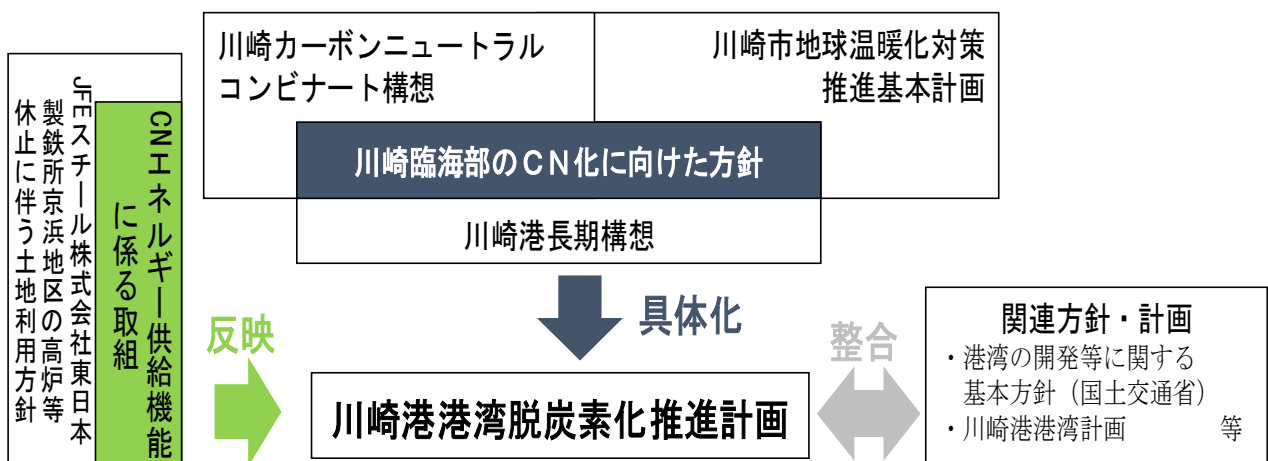 川崎カーボンニュートラル
コンビナート構想
川崎市地球温暖化対策
推進基本計画
川崎臨海部のCN化に向けた方針
川崎港長期構想
JFEスチール株式会社東日本
製鉄所京浜地区の高炉等
休止に伴う土地利用方針
CNエネルギー供給機能
に係る取組
反映
具体化
整合
川崎港港湾脱炭素化推進計画
関連方針・計画
・港湾の開発等に関する
基本方針（国土交通省）
・川崎港港湾計画 等